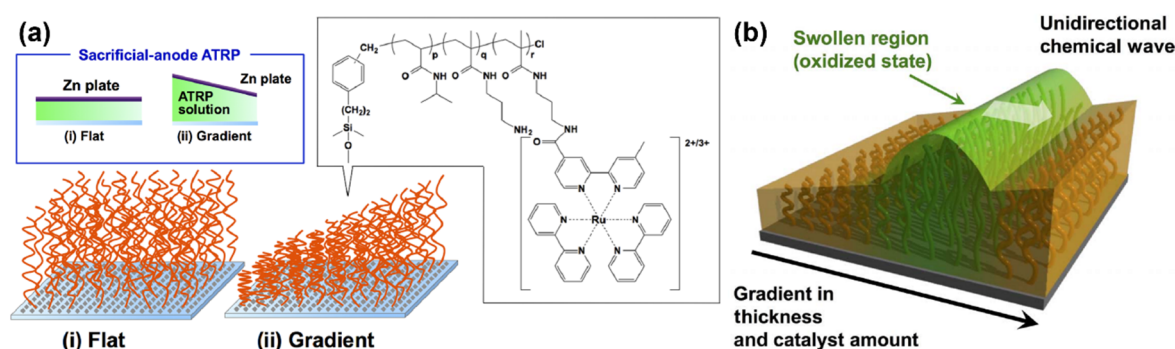 (a)
Sacrificial-anode ATRP
Zn plate
Zn plate
ATRP
solution
(i) Flat
(ii) Gradient
CH2
p
q
r
Cl
O
NH
O
NH
O
NH
(CH2)2
Si
O
NH2
O
NH
2+/3+
N
N
N
N
Ru
N
N
(i) Flat
(ii) Gradient
(b)
Unidirectional
chemical wave
Swollen region
(oxidized state)
Gradient in
thickness
and catalyst amount